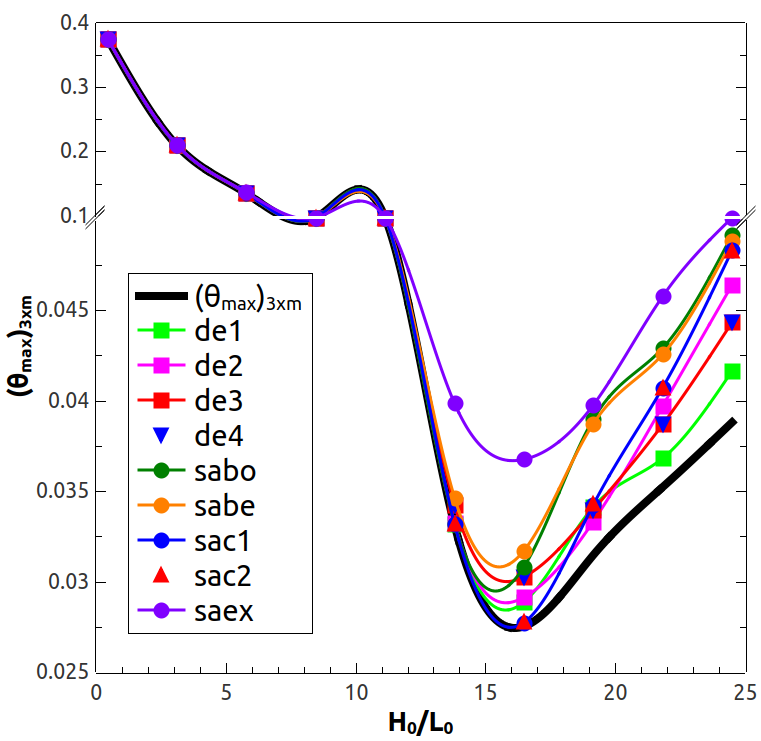 0.4
0.3
0.2
0.1
0.045
0.04
0.035
0.03
0.025
(θmax)3xm
(θmax)3xm
de1
de2
de3
de4
sabo
sabe
sac1
sac2
saex
0 5 10 15 20 25
H0/L0